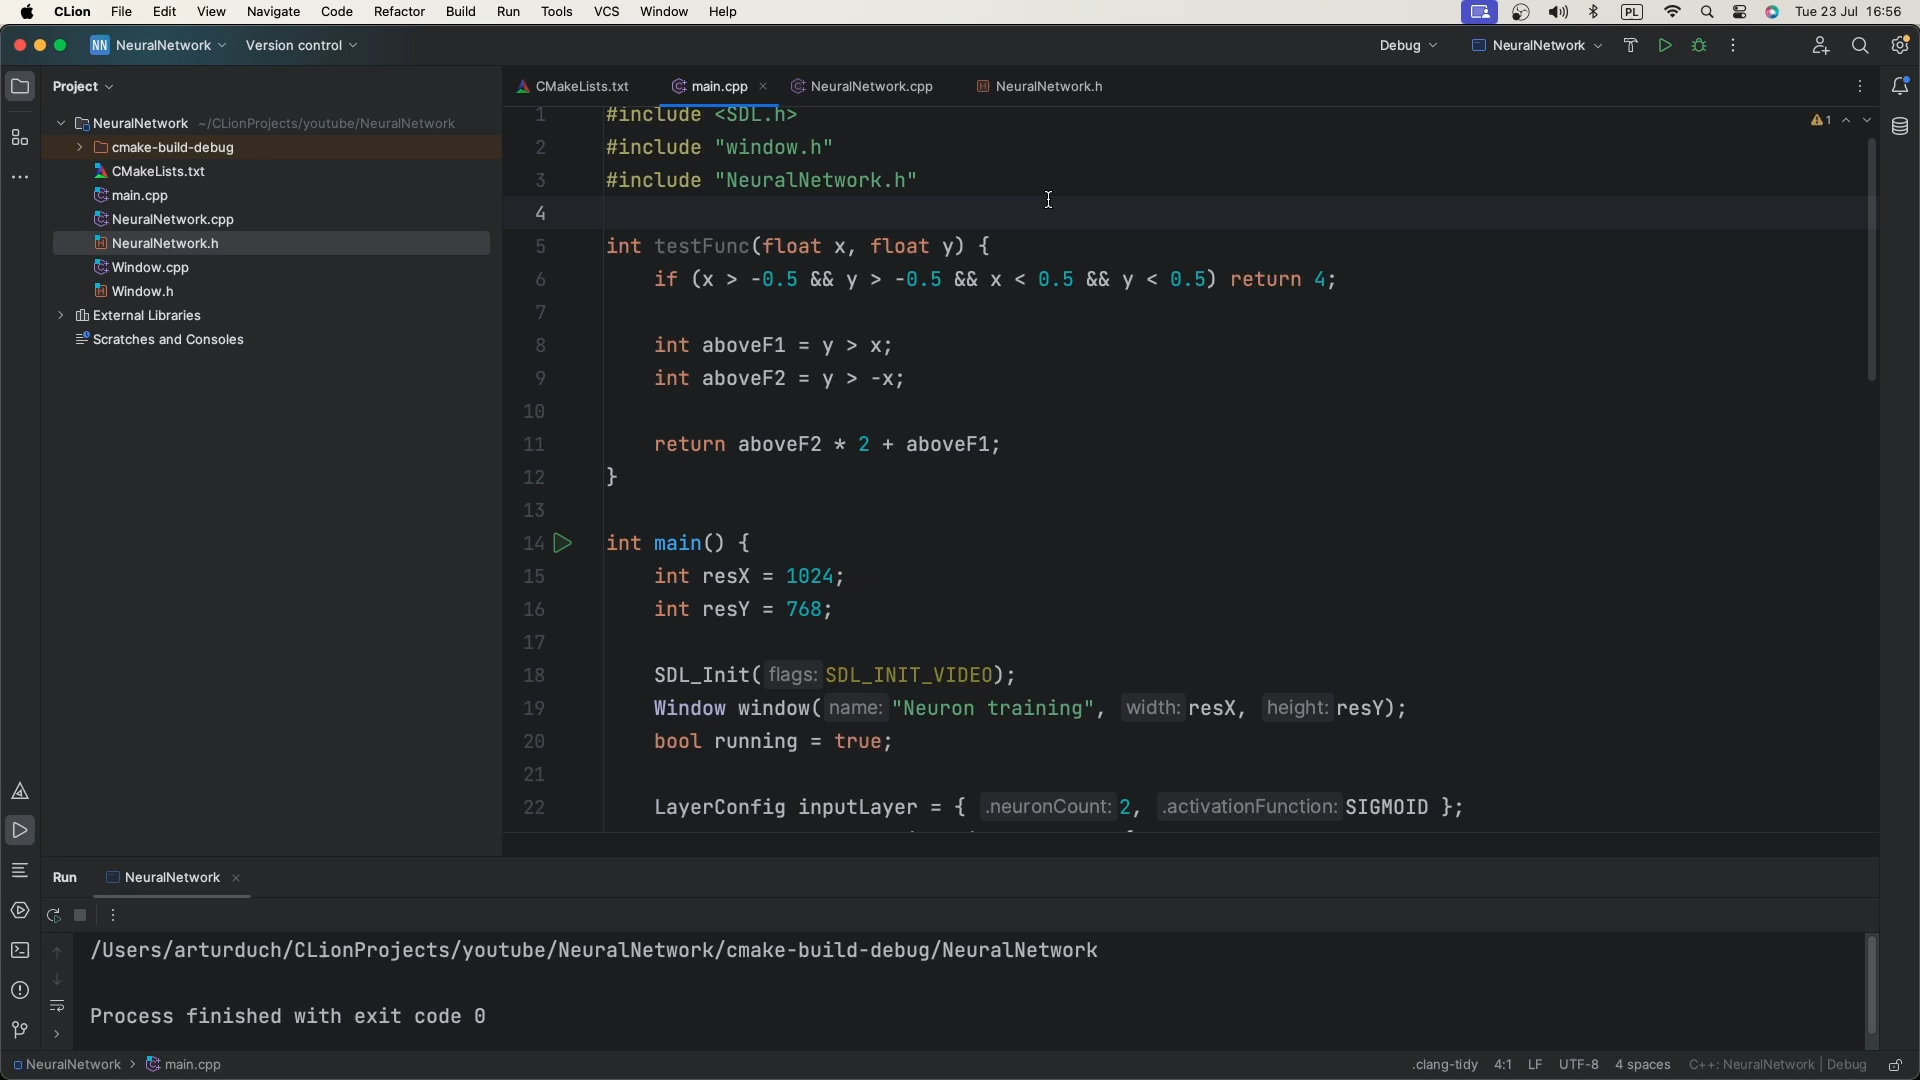 CLion File Edit View Navigate Code Refactor Build Run Tools VCS Window Help PL Tue 23 Jul 16:56
NN NeuralNetwork Version control Debug NeuralNetwork
Project
NeuralNetwork ~/CLionProjects/youtube/NeuralNetwork
cmake-build-debug
CMakeLists.txt
main.cpp
NeuralNetwork.cpp
NeuralNetwork.h
Window.cpp
Window.h
External Libraries
Scratches and Consoles
CMakeLists.txt main.cpp NeuralNetwork.cpp NeuralNetwork.h
1 #include <SDL.h>
1
2 #include "window.h"
3 #include "NeuralNetwork.h"
4
5 int testFunc(float x, float y) {
6 if (x > -0.5 && y > -0.5 && x < 0.5 && y < 0.5) return 4;
7
8 int aboveF1 = y > x;
9 int aboveF2 = y > -x;
10
11 return aboveF2 * 2 + aboveF1;
12 }
13
14 int main() {
15 int resX = 1024;
16 int resY = 768;
17
18 SDL_Init( flags: SDL_INIT_VIDEO);
19 Window window( name: "Neuron training", width: resX, height: resY);
20 bool running = true;
21
22 LayerConfig inputLayer = { .neuronCount: 2, .activationFunction: SIGMOID };
Run NeuralNetwork
/Users/arturduch/CLionProjects/youtube/NeuralNetwork/cmake-build-debug/NeuralNetwork
Process finished with exit code 0
NeuralNetwork > main.cpp .clang-tidy 4:1 LF UTF-8 4 spaces C++: NeuralNetwork | Debug